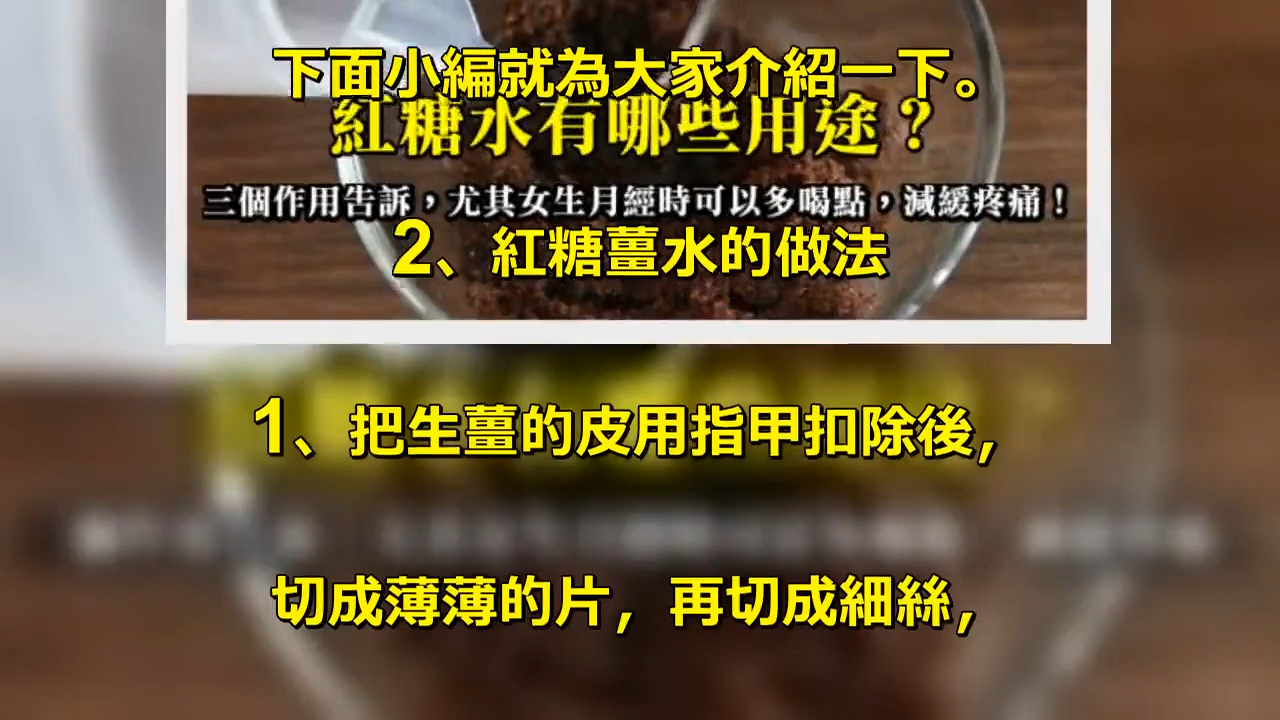 下面小編就為大家介紹一下。
紅糖水有哪些用途？
三個作用告訴，尤其女生月經時可以多喝點，減緩疼痛！
2、紅糖薑水的做法
1、把生薑的皮用指甲扣除後，
切成薄薄的片，再切成細絲，